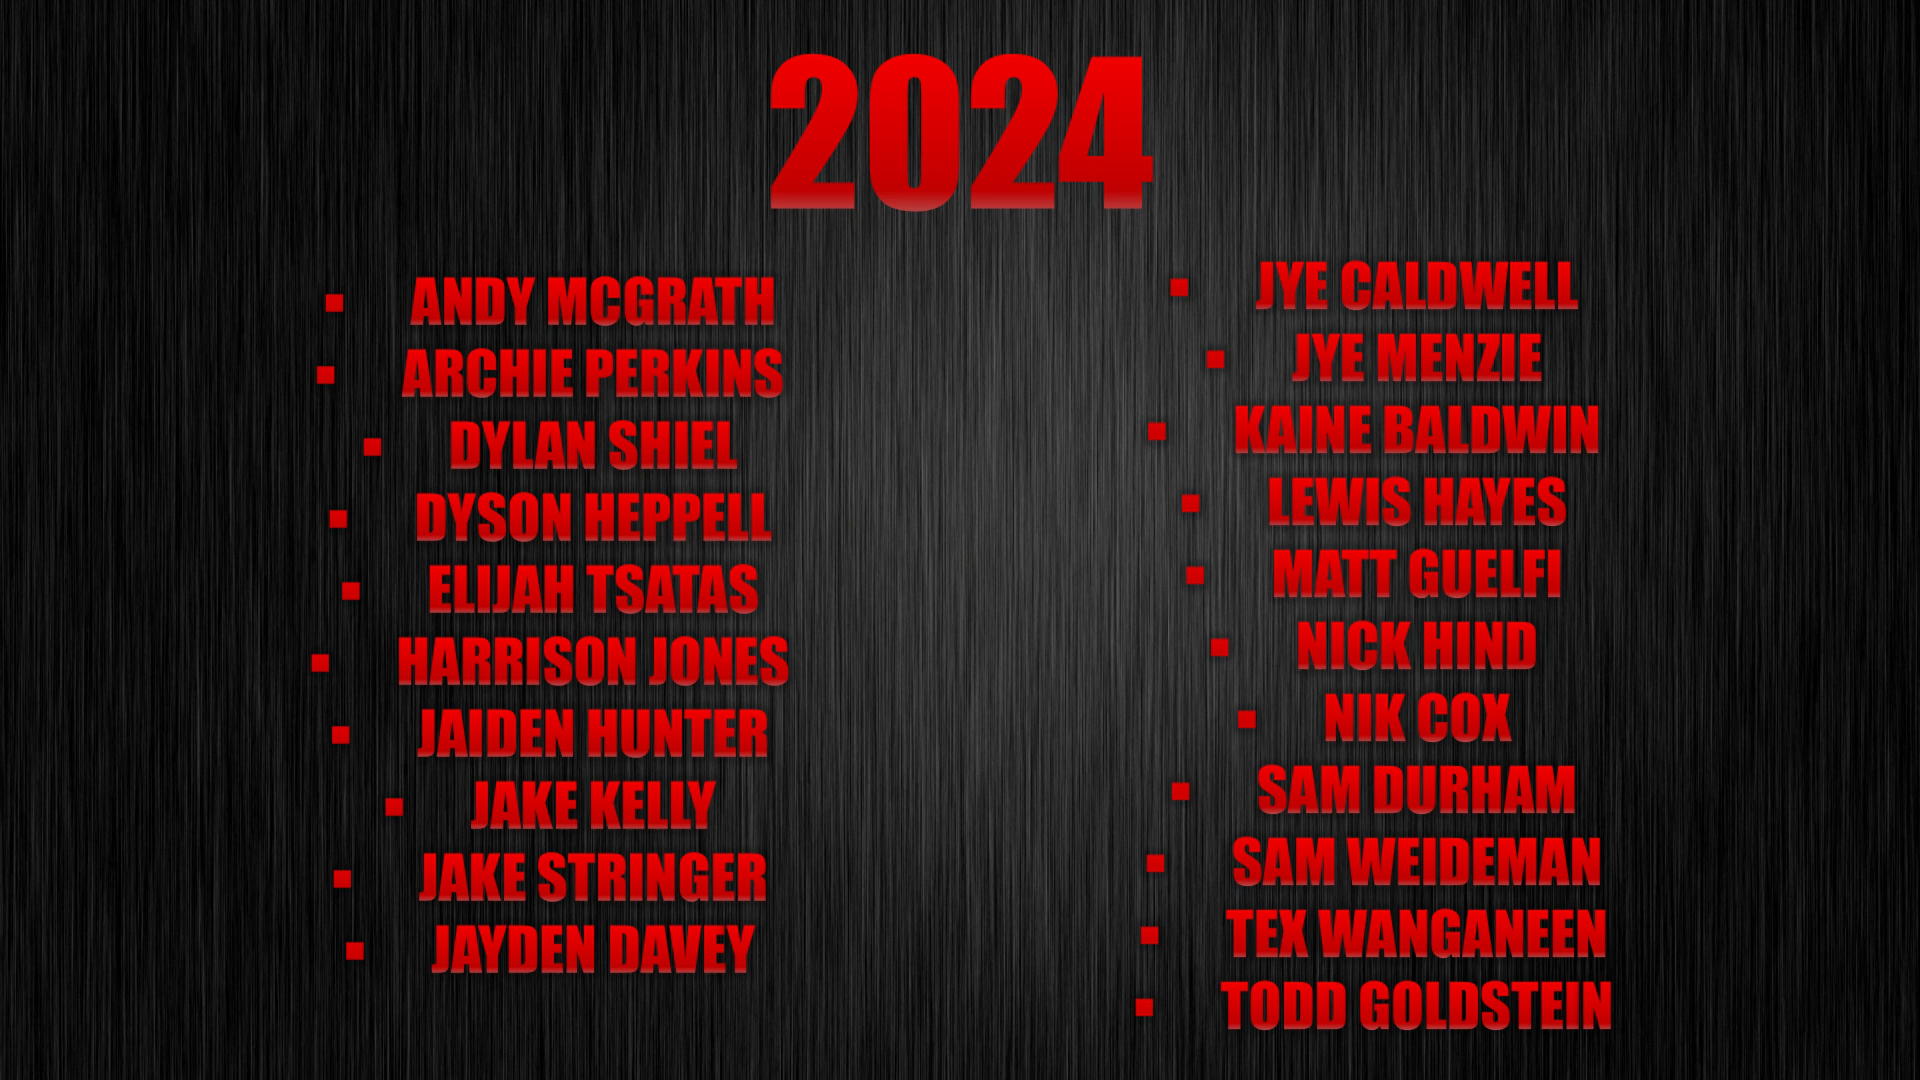 2024
▪ ANDY MCGRATH
▪ ARCHIE PERKINS
▪ DYLAN SHIEL
▪ DYSON HEPPELL
▪ ELIJAH TSATAS
▪ HARRISON JONES
▪ JAIDEN HUNTER
▪ JAKE KELLY
▪ JAKE STRINGER
▪ JAYDEN DAVEY
▪ JYE CALDWELL
▪ JYE MENZIE
▪ KAINE BALDWIN
▪ LEWIS HAYES
▪ MATT GUELFI
▪ NICK HIND
▪ NIK COX
▪ SAM DURHAM
▪ SAM WEIDEMAN
▪ TEX WANGANEEN
▪ TODD GOLDSTEIN